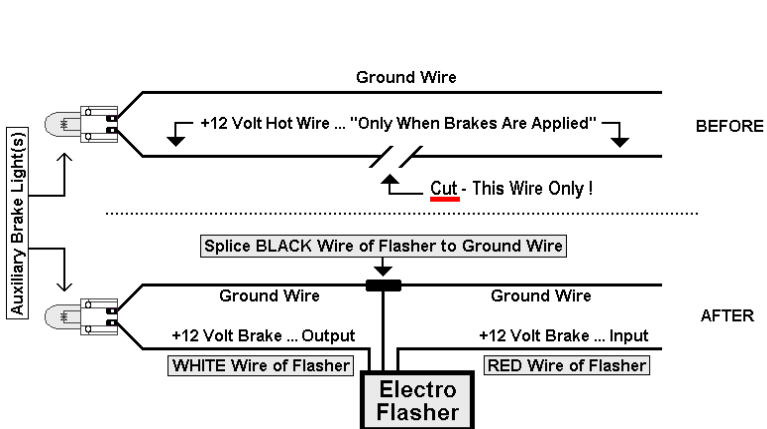 Ground Wire
+12 Volt Hot Wire ... "Only When Brakes Are Applied"
BEFORE
Cut - This Wire Only !
Auxiliary Brake Light(s)
Splice BLACK Wire of Flasher to Ground Wire
Ground Wire
Ground Wire
AFTER
+12 Volt Brake ... Output
+12 Volt Brake ... Input
WHITE Wire of Flasher
RED Wire of Flasher
Electro
Flasher